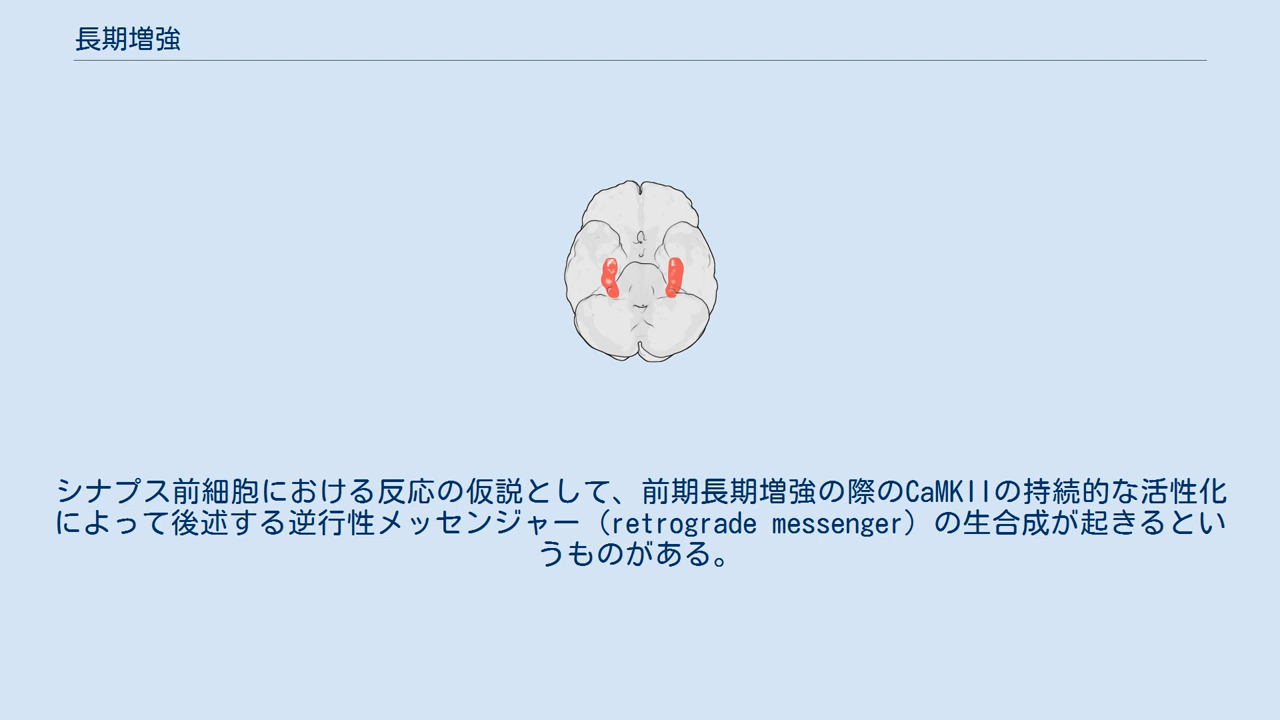 長期増強
シナプス前細胞における反応の仮説として、前期長期増強の際のCaMKIIの持続的な活性化
によって後述する逆行性メッセンジャー（retrograde messenger）の生合成が起きるとい
うものがある。